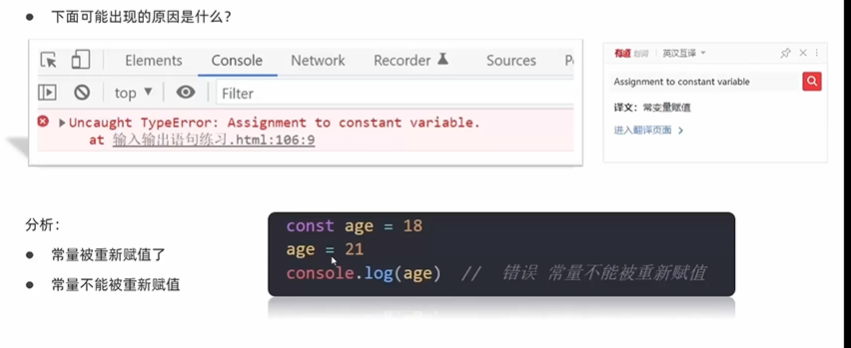 下面可能出现的原因是什么?
Elements Console Network Recorder Sources
top ▼ Filter
Uncaught TypeError: Assignment to constant variable.
at 输入输出语句练习.html:106:9
有道 英汉互译
Assignment to constant variable
译文: 常变量赋值
进入翻译页面 >
分析:
常量被重新赋值了
常量不能被重新赋值
const age = 18
age = 21
console.log(age) // 错误 常量不能被重新赋值